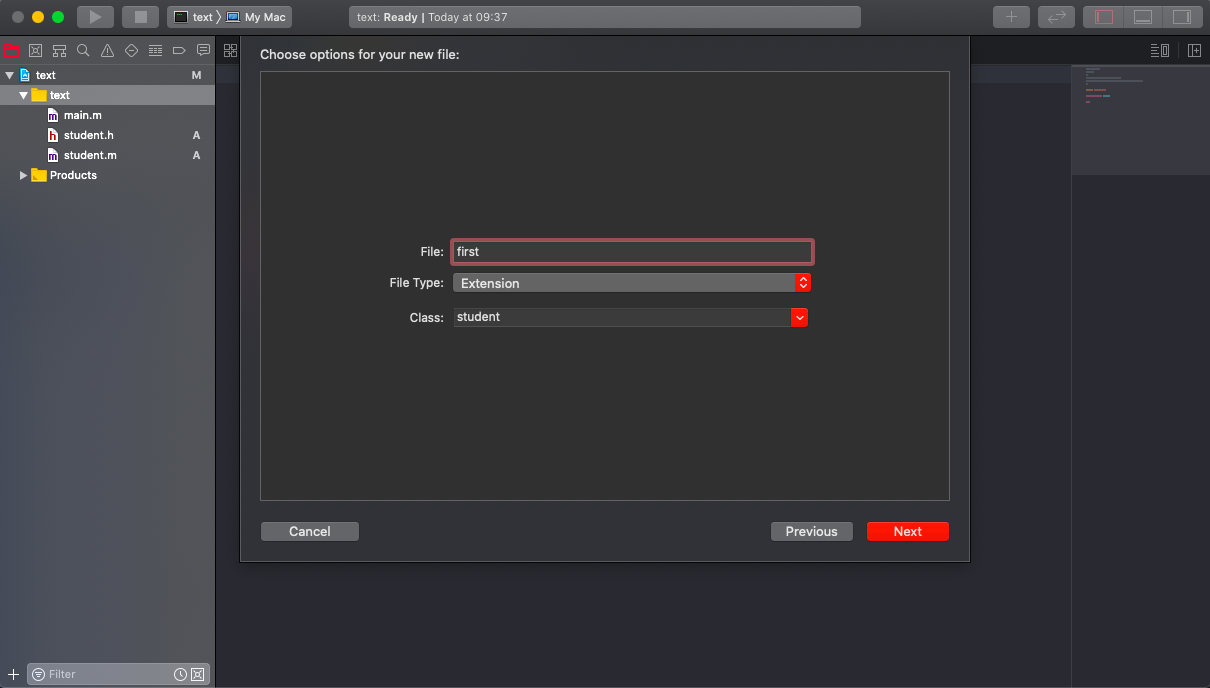 text
My Mac
text: Ready | Today at 09:37
text M
text
main.m
student.h A
student.m A
Products
Filter
Choose options for your new file:
File: first
File Type: Extension
Class: student
Cancel
Previous
Next